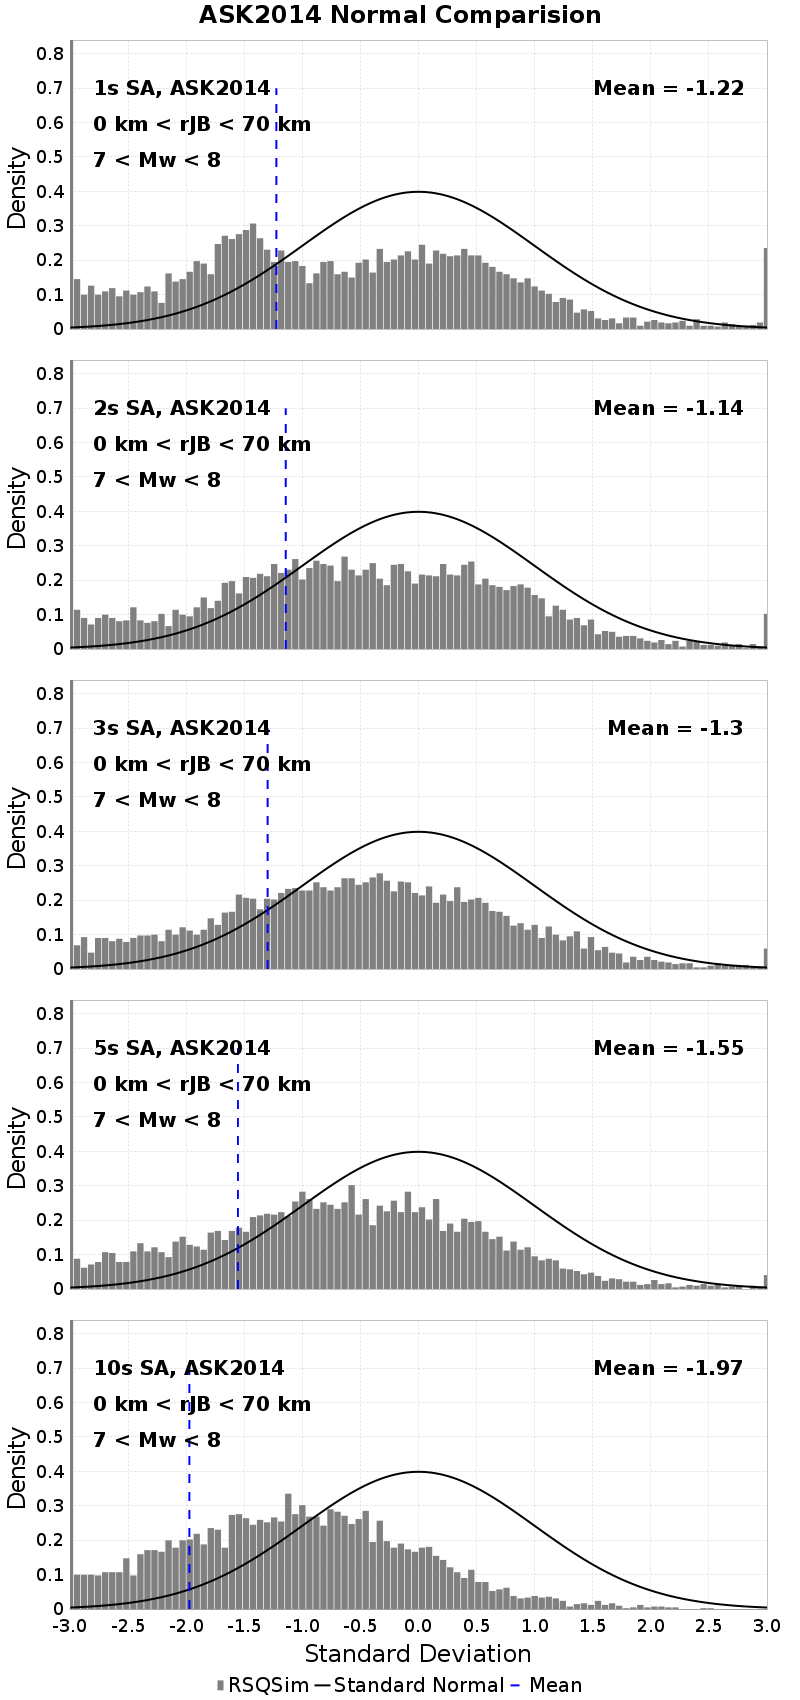 ASK2014 Normal Comparision
0.8
0.7
0.6
0.5
0.4
0.3
0.2
0.1
0
Density
1s SA, ASK2014
0 km < rJB < 70 km
7 < Mw < 8
Mean = -1.22
0.8
0.7
0.6
0.5
0.4
0.3
0.2
0.1
0
Density
2s SA, ASK2014
0 km < rJB < 70 km
7 < Mw < 8
Mean = -1.14
0.8
0.7
0.6
0.5
0.4
0.3
0.2
0.1
0
Density
3s SA, ASK2014
0 km < rJB < 70 km
7 < Mw < 8
Mean = -1.3
0.8
0.7
0.6
0.5
0.4
0.3
0.2
0.1
0
Density
5s SA, ASK2014
0 km < rJB < 70 km
7 < Mw < 8
Mean = -1.55
0.8
0.7
0.6
0.5
0.4
0.3
0.2
0.1
0
Density
10s SA, ASK2014
0 km < rJB < 70 km
7 < Mw < 8
Mean = -1.97
-3.0 -2.5 -2.0 -1.5 -1.0 -0.5 0.0 0.5 1.0 1.5 2.0 2.5 3.0
Standard Deviation
RSQSim Standard Normal Mean